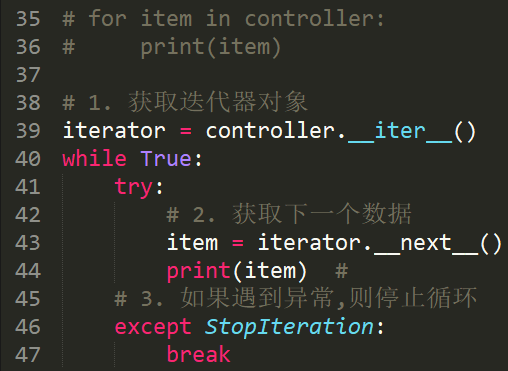 35 # for item in controller:
36 #     print(item)
37
38 # 1. 获取迭代器对象
39 iterator = controller.__iter__()
40 while True:
41     try:
42         # 2. 获取下一个数据
43         item = iterator.__next__()
44         print(item)  #
45     # 3. 如果遇到异常,则停止循环
46     except StopIteration:
47         break